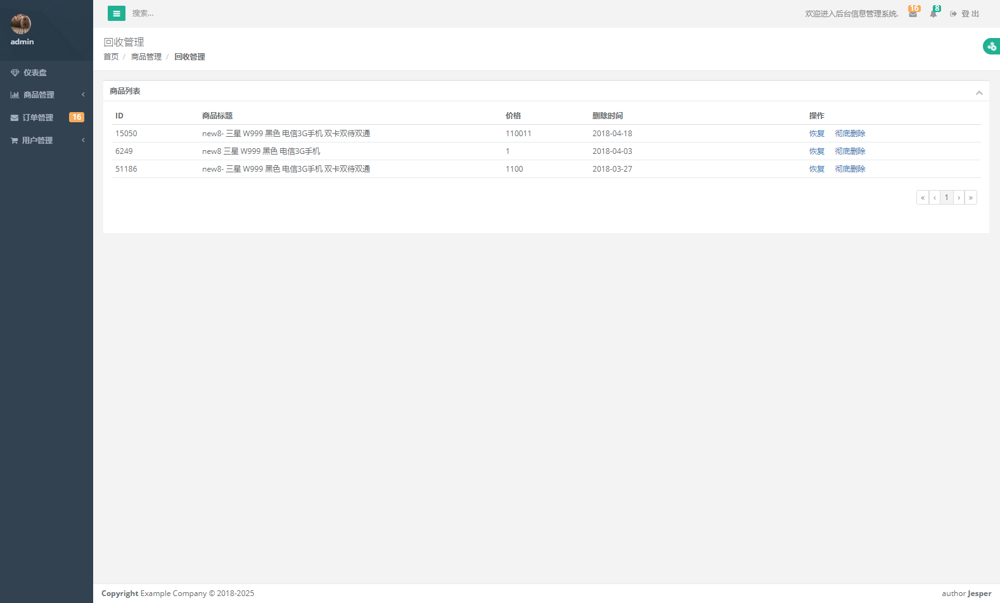 admin
仪表盘
商品管理
订单管理 16
用户管理
搜索...
欢迎进入后台信息管理系统. 16 8 登 出
回收管理
首页 / 商品管理 / 回收管理
商品列表
ID 商品标题 价格 删除时间 操作
15050 new8- 三星 W999 黑色 电信3G手机 双卡双待双通 110011 2018-04-18 恢复 彻底删除
6249 new8 三星 W999 黑色 电信3G手机 1 2018-04-03 恢复 彻底删除
51186 new8- 三星 W999 黑色 电信3G手机 双卡双待双通 1100 2018-03-27 恢复 彻底删除
« ‹ 1 › »
Copyright Example Company © 2018-2025
author Jesper